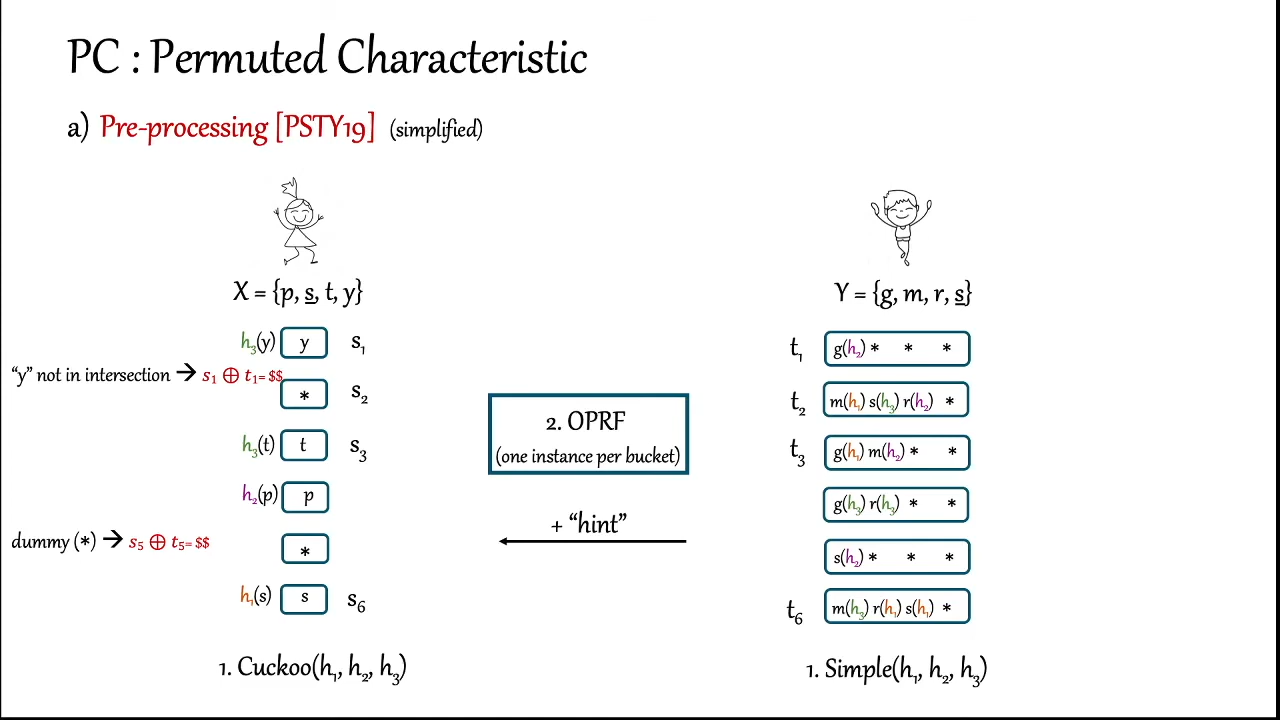 PC : Permuted Characteristic
a) Pre-processing [PSTY19] (simplified)
X = {p, s, t, y}
Y = {g, m, r, s}
h₃(y) y s₁
t₁ g(h₂) * * *
"y" not in intersection → s₁ ⊕ t₁= $$
* s₂
t₂ m(h₁) s(h₃) r(h₂) *
2. OPRF
(one instance per bucket)
h₃(t) t s₃
t₃ g(h₁) m(h₂) * *
h₂(p) p
g(h₃) r(h₃) * *
+ "hint"
dummy (*) → s₅ ⊕ t₅= $$
*
s(h₂) * * *
h₁(s) s s₆
t₆ m(h₃) r(h₁) s(h₁) *
1. Cuckoo(h₁, h₂, h₃)
1. Simple(h₁, h₂, h₃)